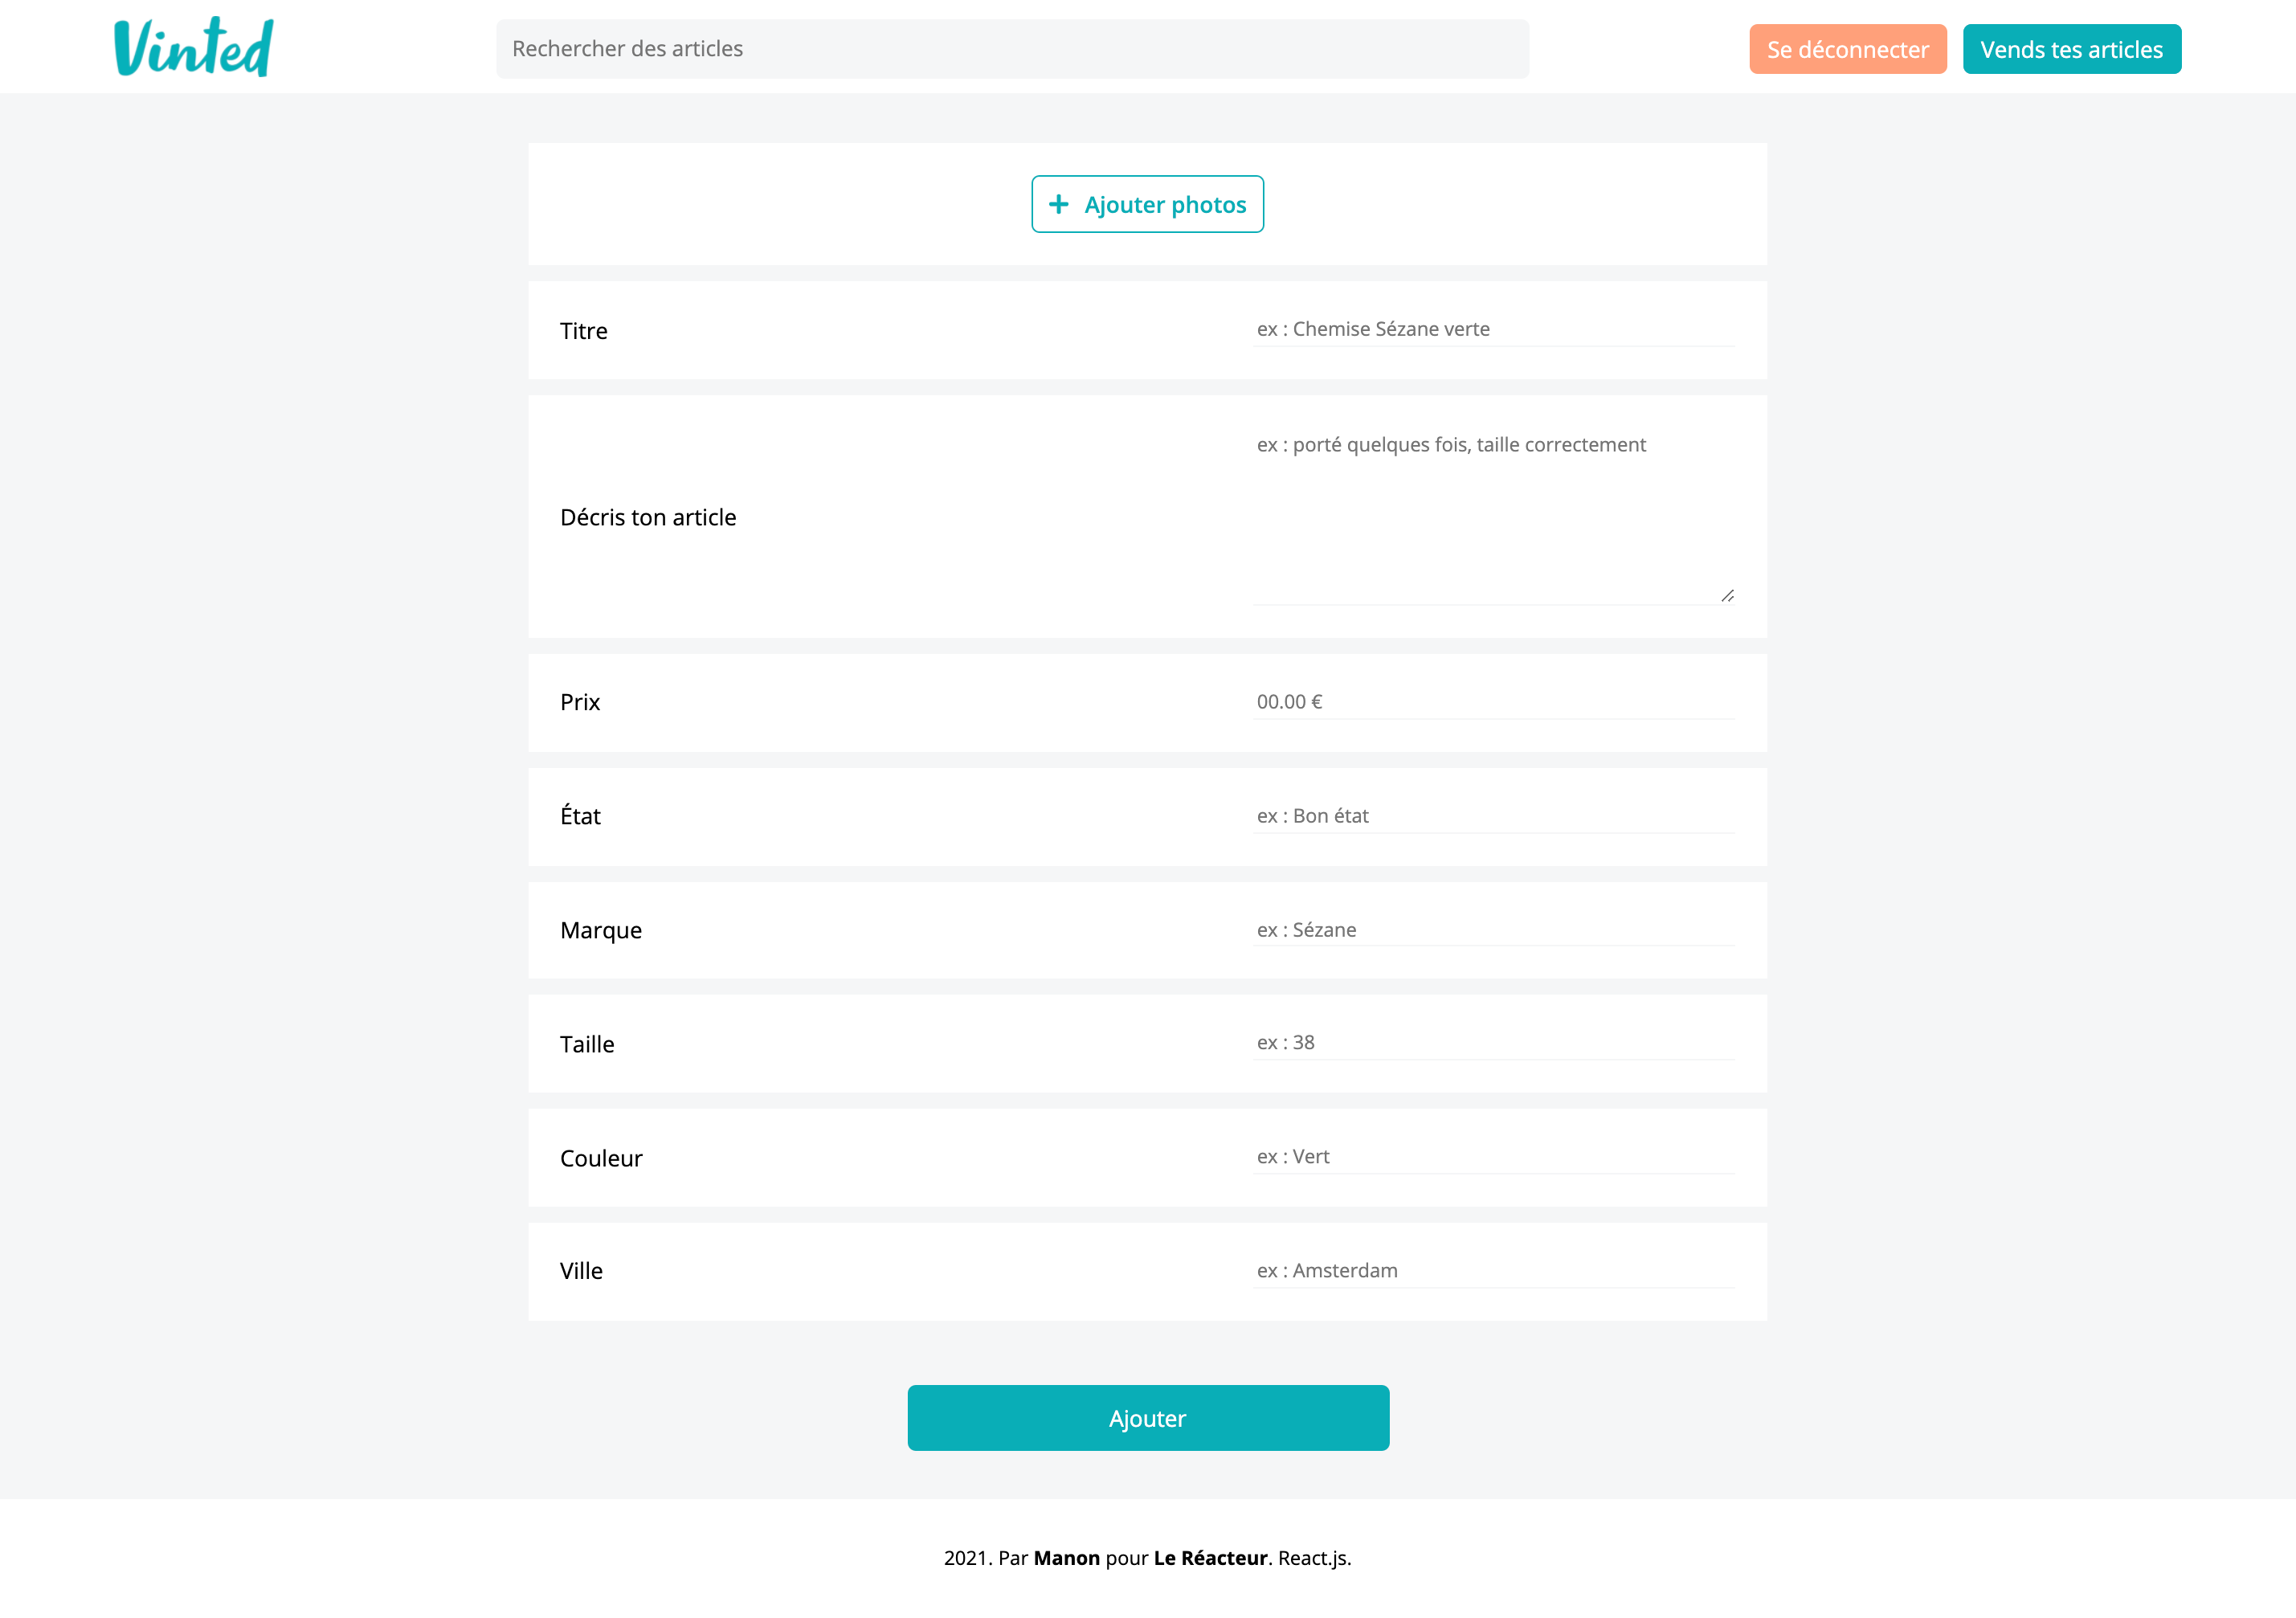 Vinted
Rechercher des articles
Se déconnecter
Vends tes articles
Ajouter photos
Titre
ex : Chemise Sézane verte
Décris ton article
ex : porté quelques fois, taille correctement
Prix
00.00 €
État
ex : Bon état
Marque
ex : Sézane
Taille
ex : 38
Couleur
ex : Vert
Ville
ex : Amsterdam
Ajouter
2021. Par Manon pour Le Réacteur. React.js.